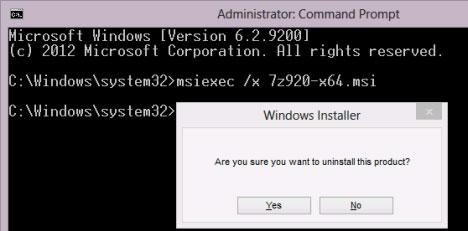 Administrator: Command Prompt
Microsoft Windows [Version 6.2.9200]
(c) 2012 Microsoft Corporation. All rights reserved.
C:\Windows\system32>msiexec /x 7z920-x64.msi
C:\Windows\system32>
Windows Installer
Are you sure you want to uninstall this product?
Yes
No